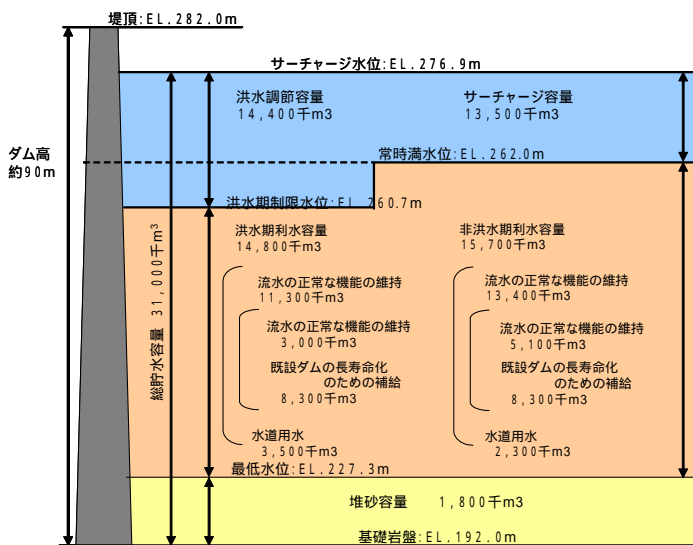 堤頂:EL.282.0m
サーチャージ水位:EL.276.9m
洪水調節容量
14,400千m3
サーチャージ容量
13,500千m3
ダム高
約90m
常時満水位:EL.262.0m
洪水期制限水位:EL.260.7m
総貯水容量 31,000千m³
洪水期利水容量
14,800千m3
流水の正常な機能の維持
11,300千m3
流水の正常な機能の維持
3,000千m3
既設ダムの長寿命化
のための補給
8,300千m3
水道用水
3,500千m3
非洪水期利水容量
15,700千m3
流水の正常な機能の維持
13,400千m3
流水の正常な機能の維持
5,100千m3
既設ダムの長寿命化
のための補給
8,300千m3
水道用水
2,300千m3
最低水位:EL.227.3m
堆砂容量 1,800千m3
基礎岩盤:EL.192.0m